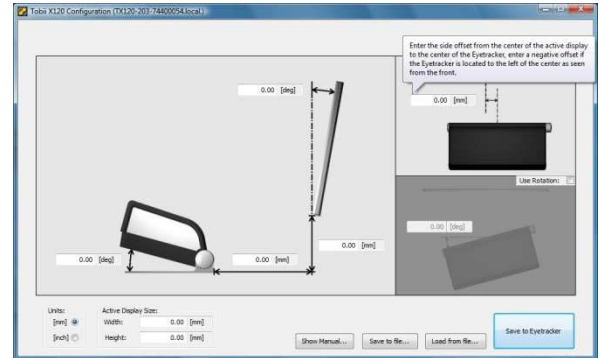 Tobii X120 Configuration (TX120-203-74400054.local.)
Enter the side offset from the center of the active display
to the center of the Eyetracker, enter a negative offset if
the Eyetracker is located to the left of the center as seen
from the front.
0.00 [deg]
0.00 [mm]
Use Rotation:
0.00 [deg]
0.00 [mm]
0.00 [deg]
0.00 [mm]
Units:
[mm]
[inch]
Active Display Size:
Width: 0.00 [mm]
Height: 0.00 [mm]
Show Manual...
Save to file...
Load from file...
Save to Eyetracker